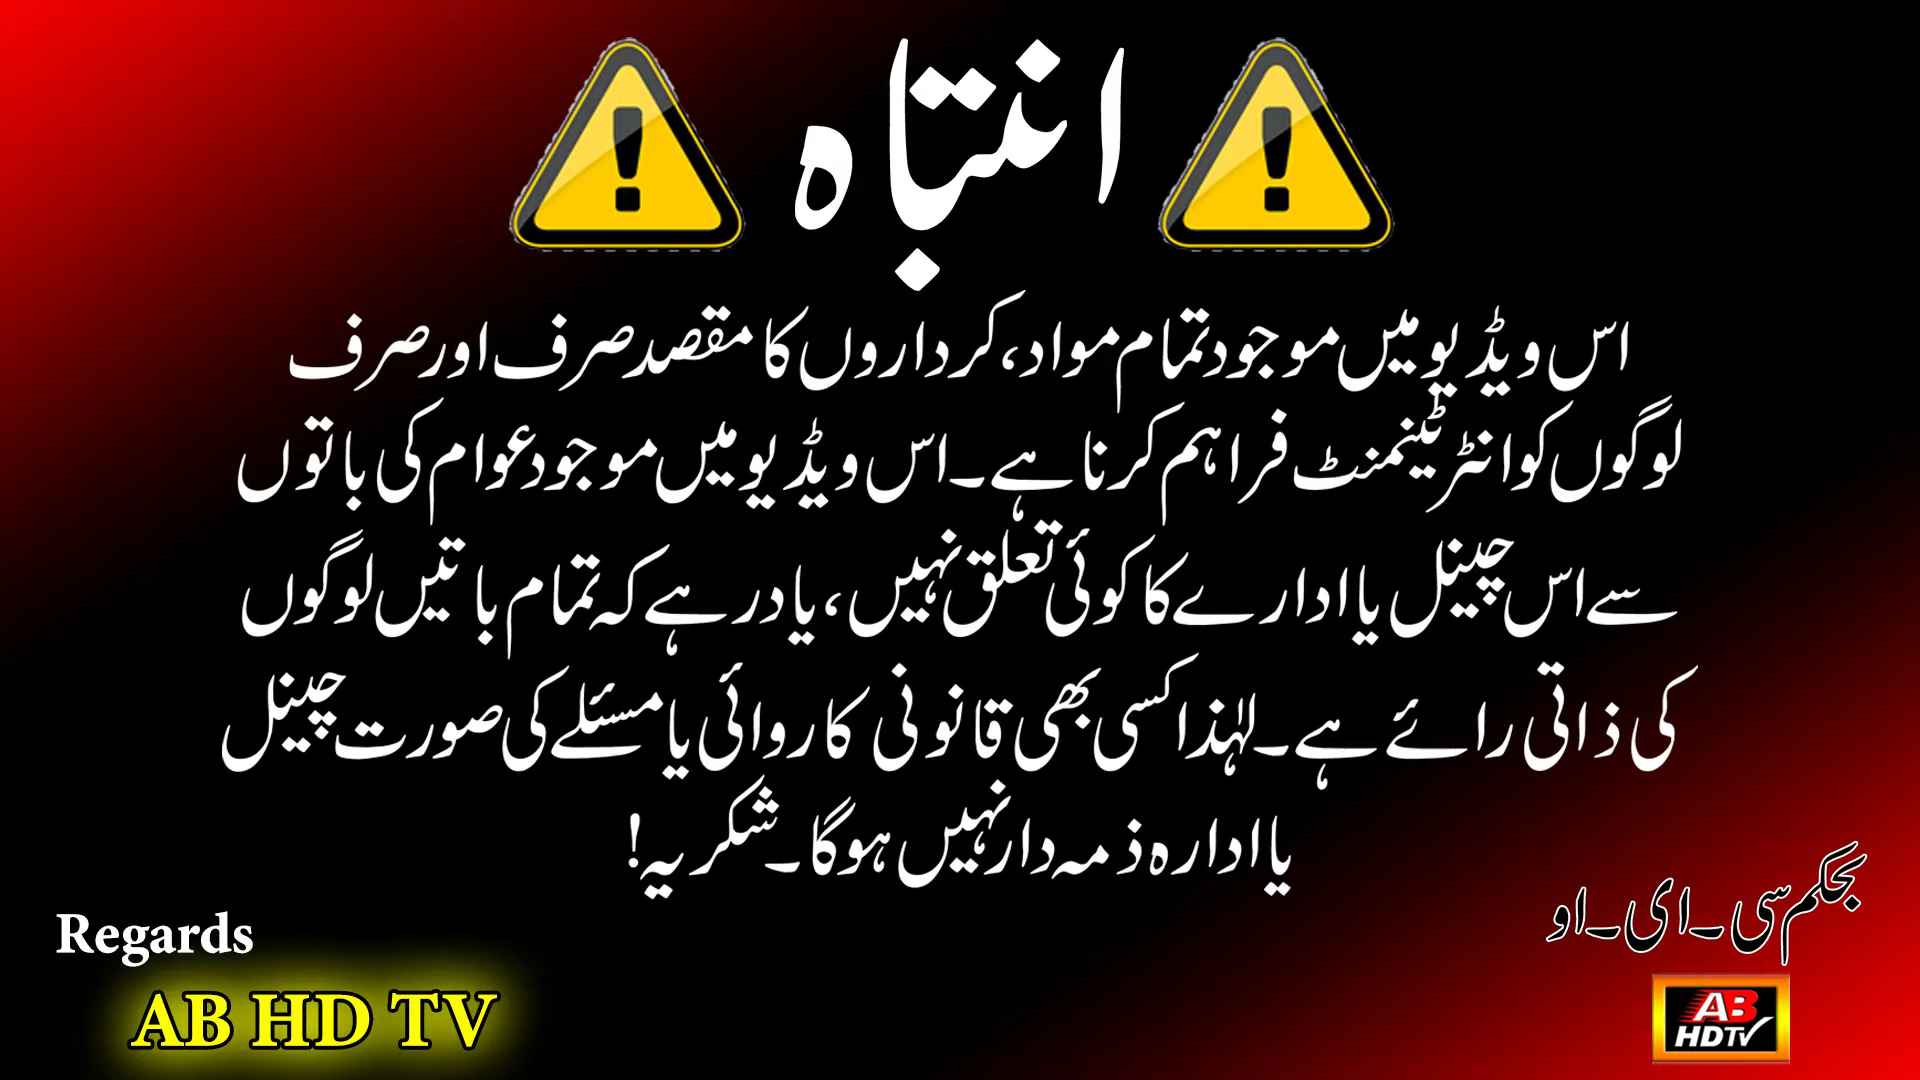 انتباہ
اس ویڈیو میں موجود تمام مواد، کرداروں کا مقصد صرف اور صرف
لوگوں کو انٹرٹینمنٹ فراہم کرنا ہے۔ اس ویڈیو میں موجود عوام کی باتوں
سے اس چینل یا ادارے کا کوئی تعلق نہیں، یاد رہے کہ تمام باتیں لوگوں
کی ذاتی رائے ہے۔ لہٰذا کسی بھی قانونی کاروائی یا مسئلے کی صورت چینل
یا ادارہ ذمہ دار نہیں ہوگا۔ شکریہ!
بحکم سی۔ای۔او
Regards
AB HD TV
AB
HDTV